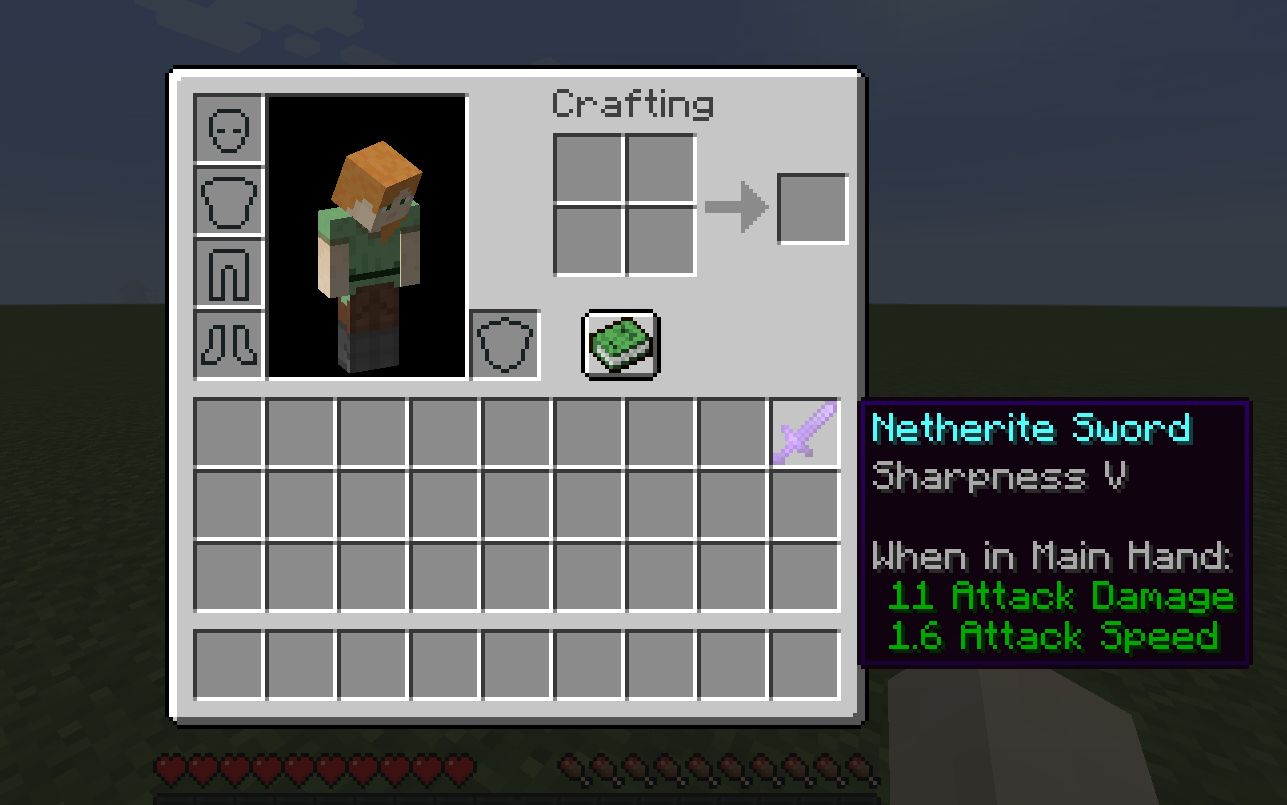 Crafting
Netherite Sword
Sharpness V
When in Main Hand:
11 Attack Damage
1.6 Attack Speed